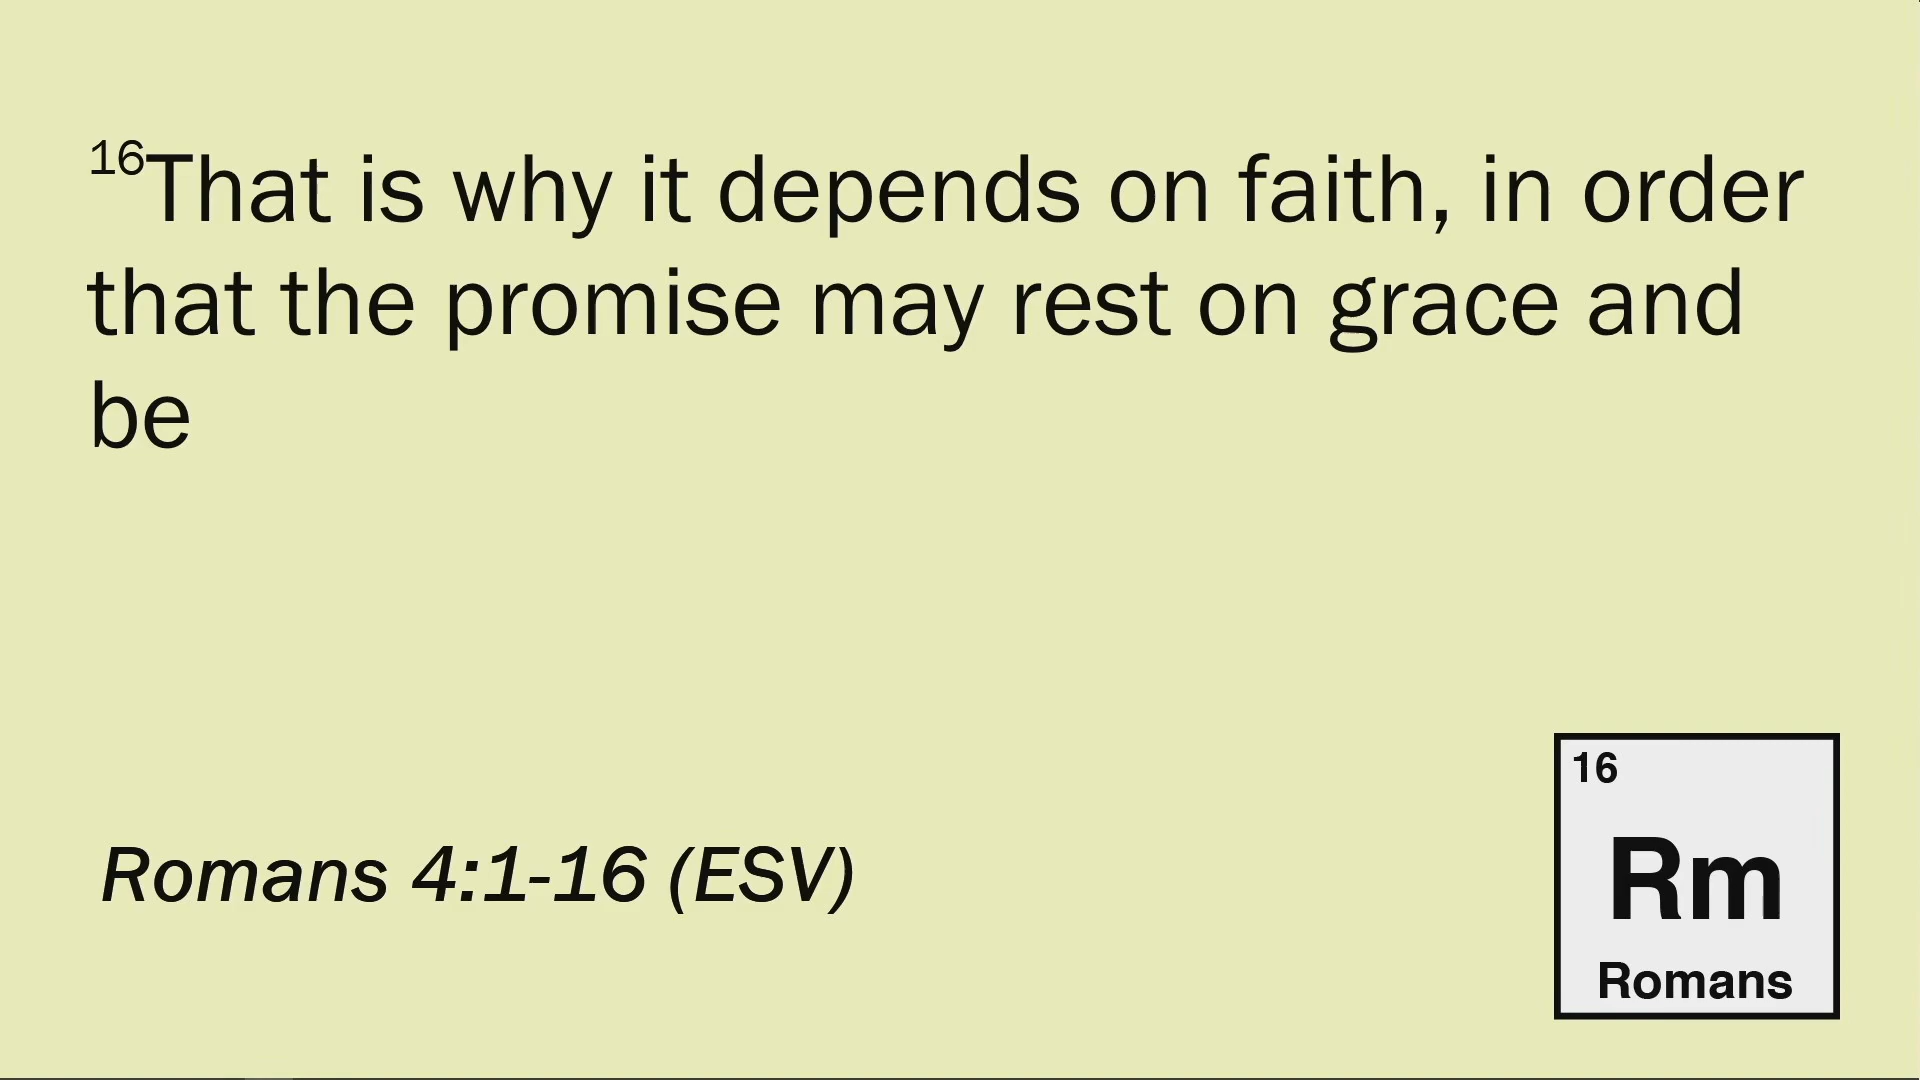 ¹⁶That is why it depends on faith, in order
that the promise may rest on grace and
be
Romans 4:1-16 (ESV)
16
Rm
Romans